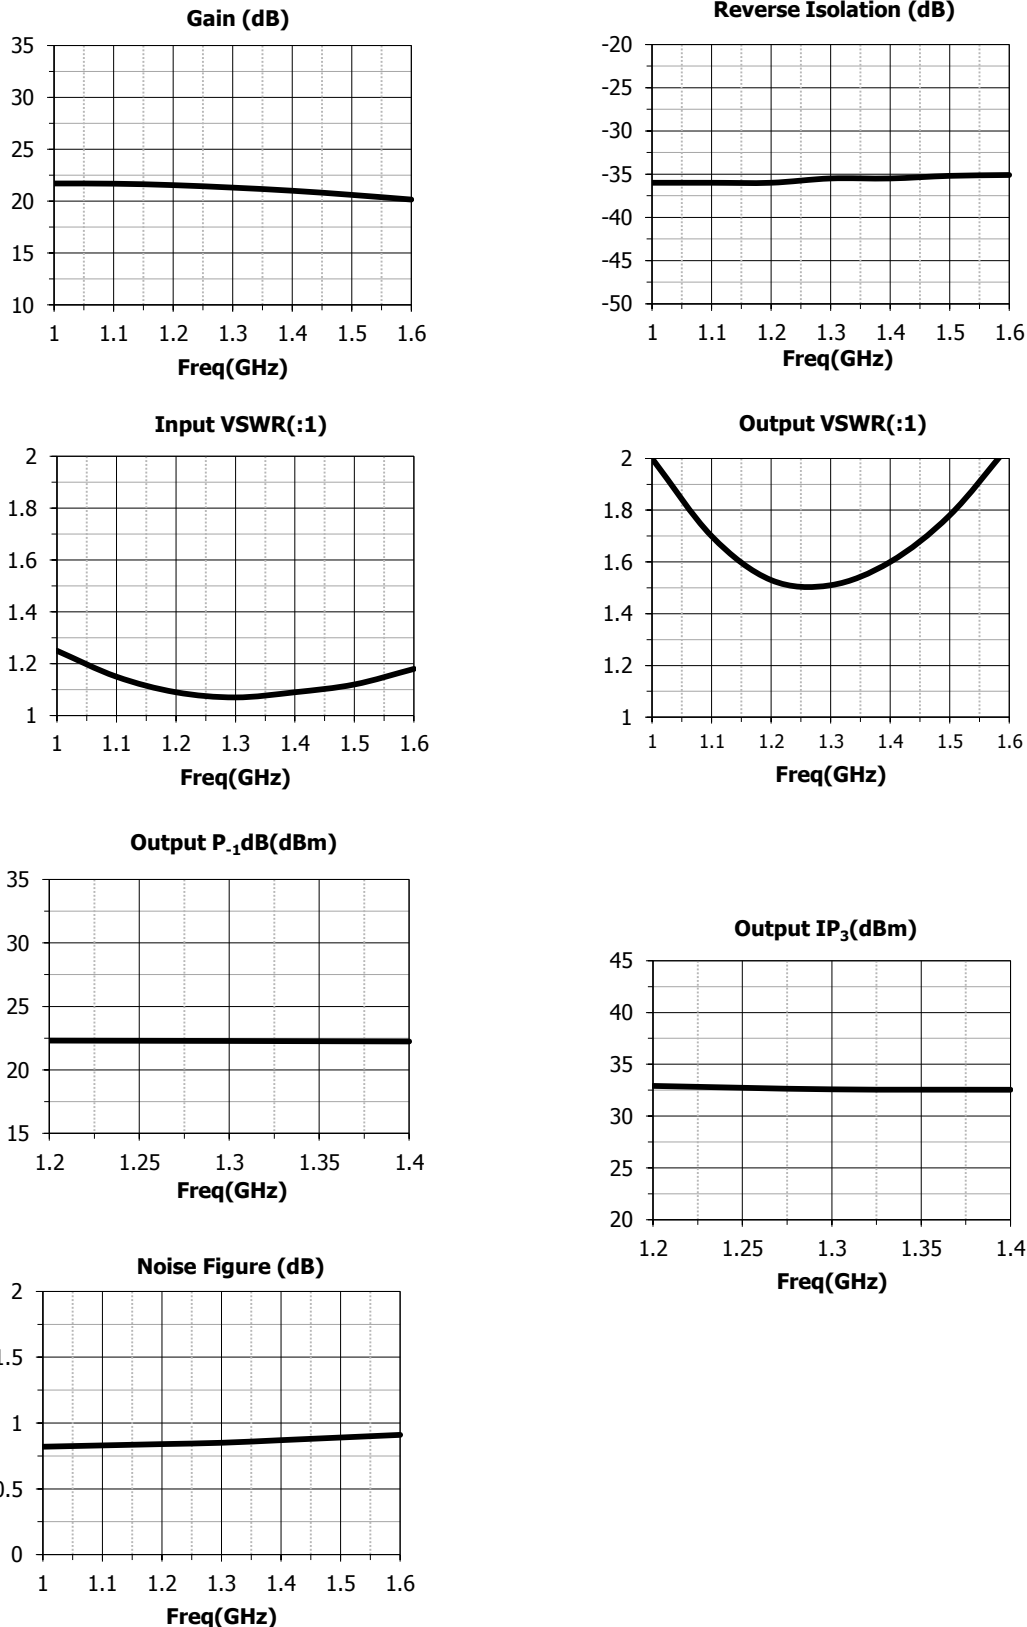 Gain (dB)
35
30
25
20
15
10
1 1.1 1.2 1.3 1.4 1.5 1.6
Freq(GHz)
Reverse Isolation (dB)
-20
-25
-30
-35
-40
-45
-50
1 1.1 1.2 1.3 1.4 1.5 1.6
Freq(GHz)
Input VSWR(:1)
2
1.8
1.6
1.4
1.2
1
1 1.1 1.2 1.3 1.4 1.5 1.6
Freq(GHz)
Output VSWR(:1)
2
1.8
1.6
1.4
1.2
1
1 1.1 1.2 1.3 1.4 1.5 1.6
Freq(GHz)
Output P-1dB(dBm)
35
30
25
20
15
1.2 1.25 1.3 1.35 1.4
Freq(GHz)
Output IP3(dBm)
45
40
35
30
25
20
1.2 1.25 1.3 1.35 1.4
Freq(GHz)
Noise Figure (dB)
2
1.5
1
0.5
0
1 1.1 1.2 1.3 1.4 1.5 1.6
Freq(GHz)